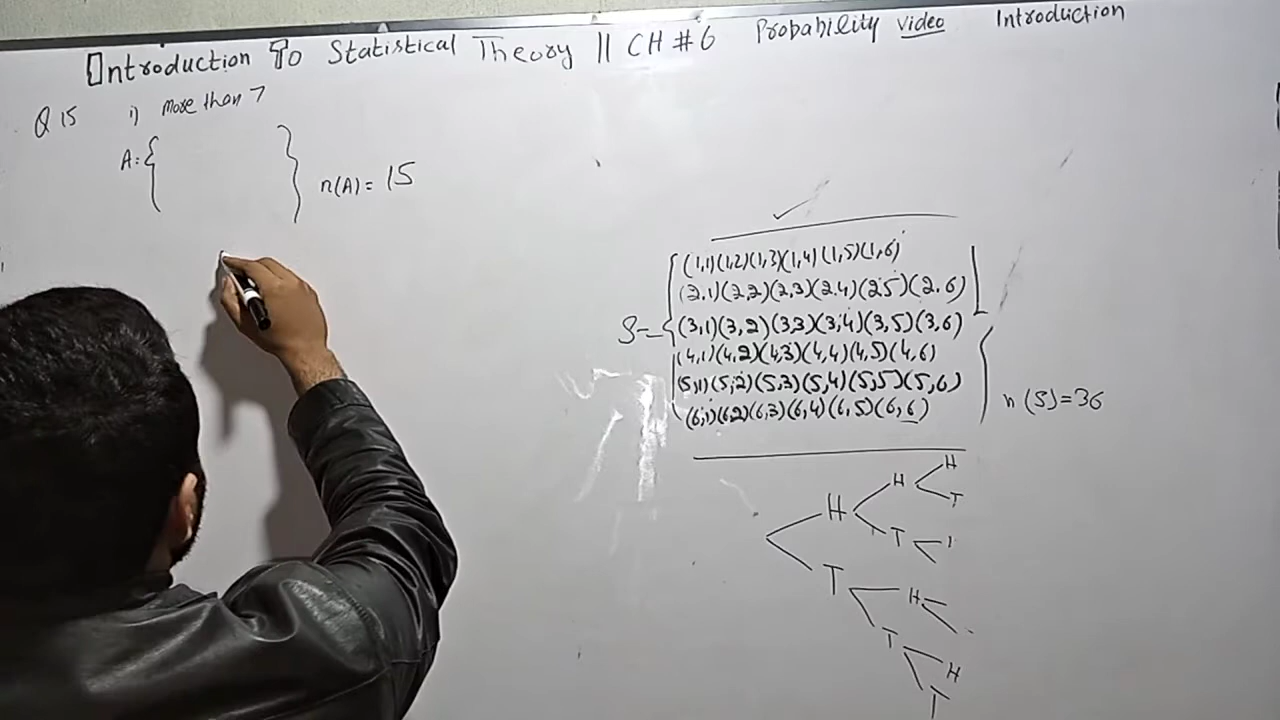 Introduction To Statistical Theory || CH # 6 Probability video Introduction
Q 15 i) More than 7
A = { } n(A) = 15
(1,1)(1,2)(1,3)(1,4)(1,5)(1,6)
(2,1)(2,2)(2,3)(2,4)(2,5)(2,6)
S = { (3,1)(3,2)(3,3)(3,4)(3,5)(3,6)
(4,1)(4,2)(4,3)(4,4)(4,5)(4,6)
(5,1)(5,2)(5,3)(5,4)(5,5)(5,6)
(6,1)(6,2)(6,3)(6,4)(6,5)(6,6) } n(S)=36
H
H
T
H
T
T
H
T
H
T